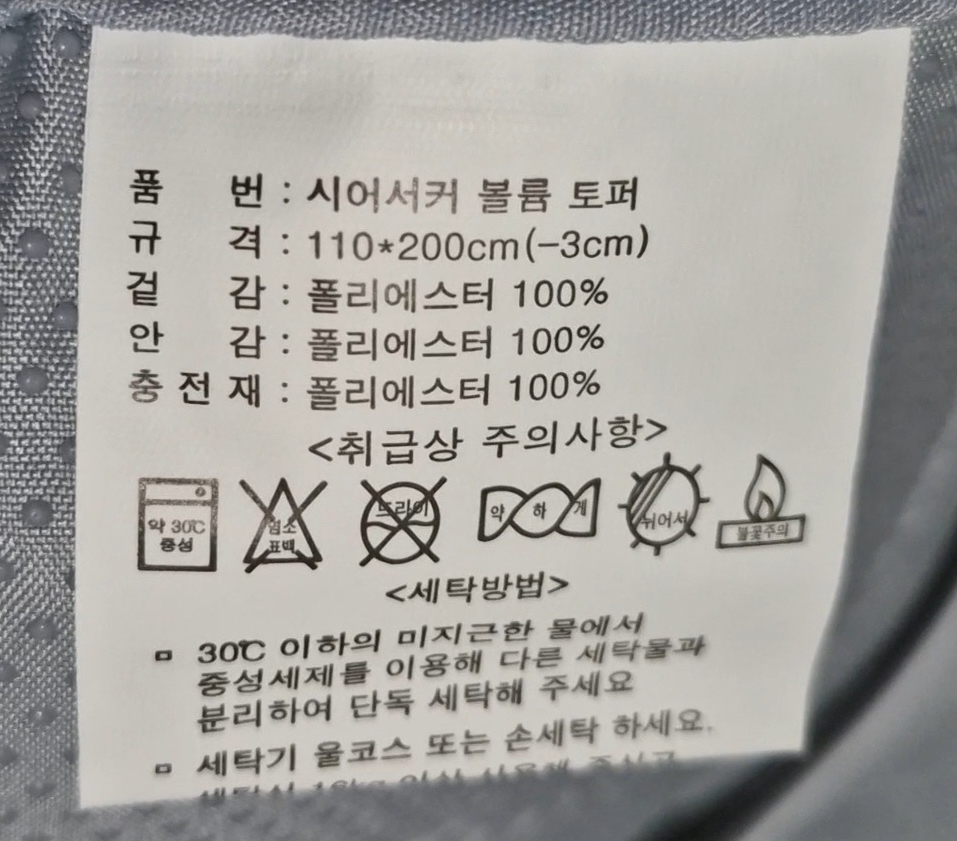 품 번 : 시어서커 볼륨 토퍼
규 격 : 110*200cm(-3cm)
겉 감 : 폴리에스터 100%
안 감 : 폴리에스터 100%
충 전 재 : 폴리에스터 100%
<취급상 주의사항>
약 30℃ 중성
염소 표백
드라이
약 하 게
뉘어서
불꽃주의
<세탁방법>
▫ 30℃ 이하의 미지근한 물에서
중성세제를 이용해 다른 세탁물과
분리하여 단독 세탁해 주세요
▫ 세탁기 울코스 또는 손세탁 하세요.